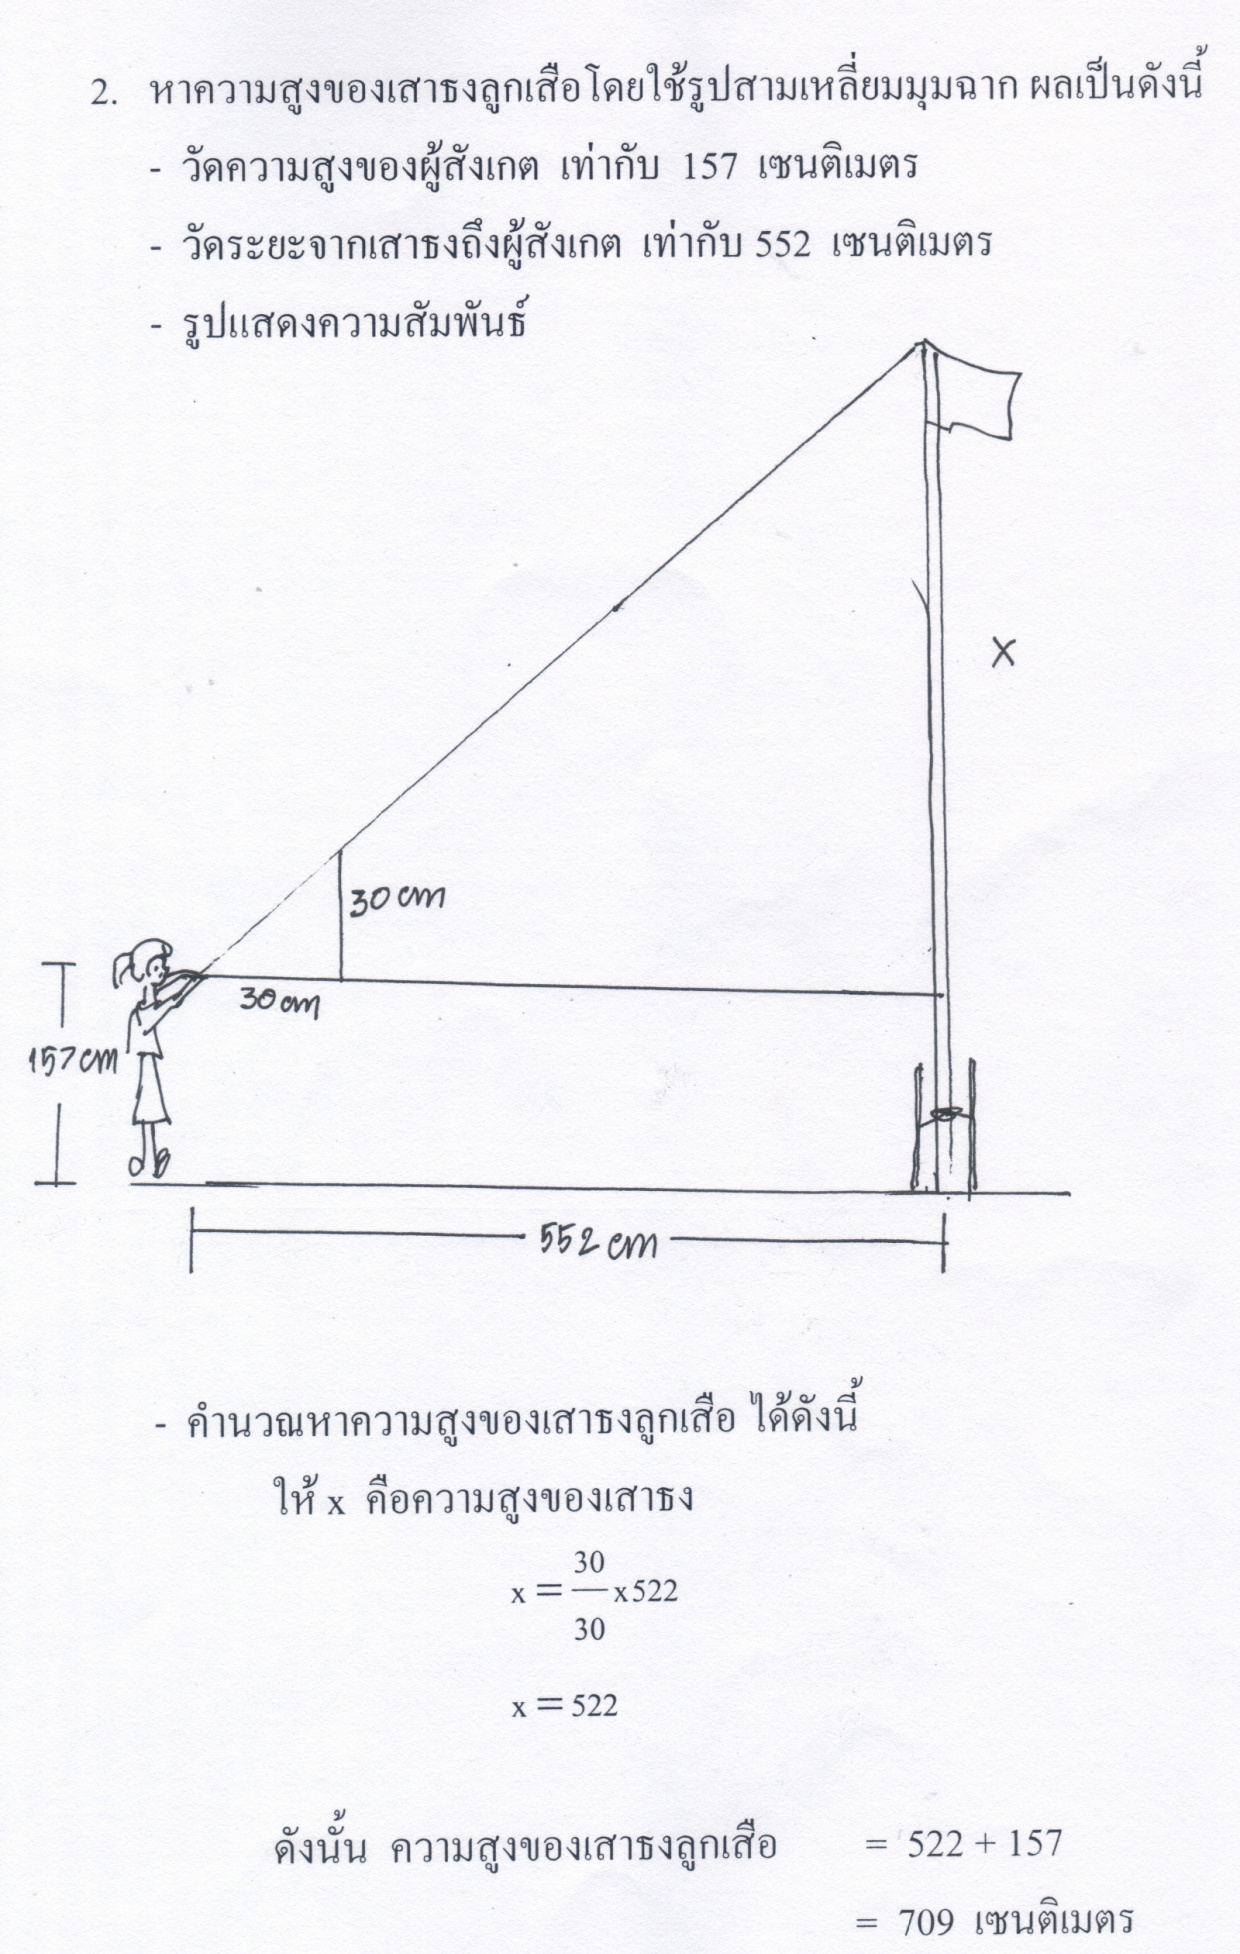 2. หาความสูงของเสาธงลูกเสือโดยใช้รูปสามเหลี่ยมมุมฉาก ผลเป็นดังนี้
- วัดความสูงของผู้สังเกต เท่ากับ 157 เซนติเมตร
- วัดระยะจากเสาธงถึงผู้สังเกต เท่ากับ 552 เซนติเมตร
- รูปแสดงความสัมพันธ์
X
30 cm
30 cm
157 cm
552 cm
- คำนวณหาความสูงของเสาธงลูกเสือ ได้ดังนี้
ให้ x คือความสูงของเสาธง
30
x = — x 522
30
x = 522
ดังนั้น ความสูงของเสาธงลูกเสือ = 522 + 157
= 709 เซนติเมตร